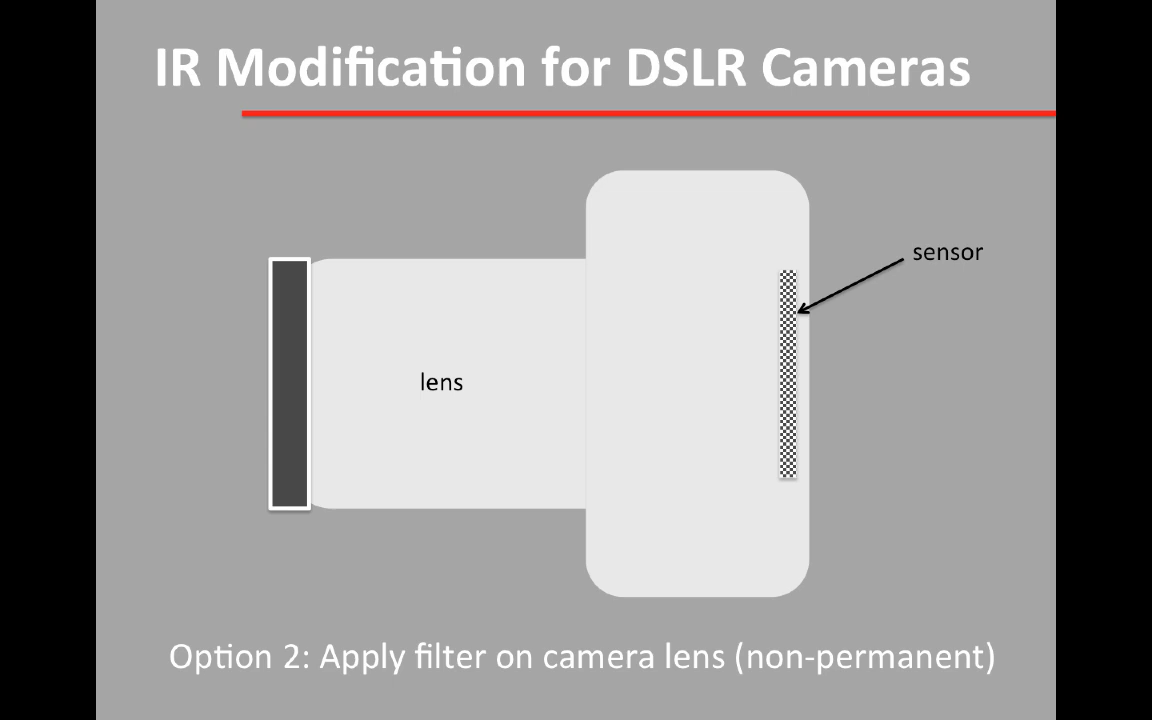 IR Modification for DSLR Cameras
sensor
lens
Option 2: Apply filter on camera lens (non-permanent)